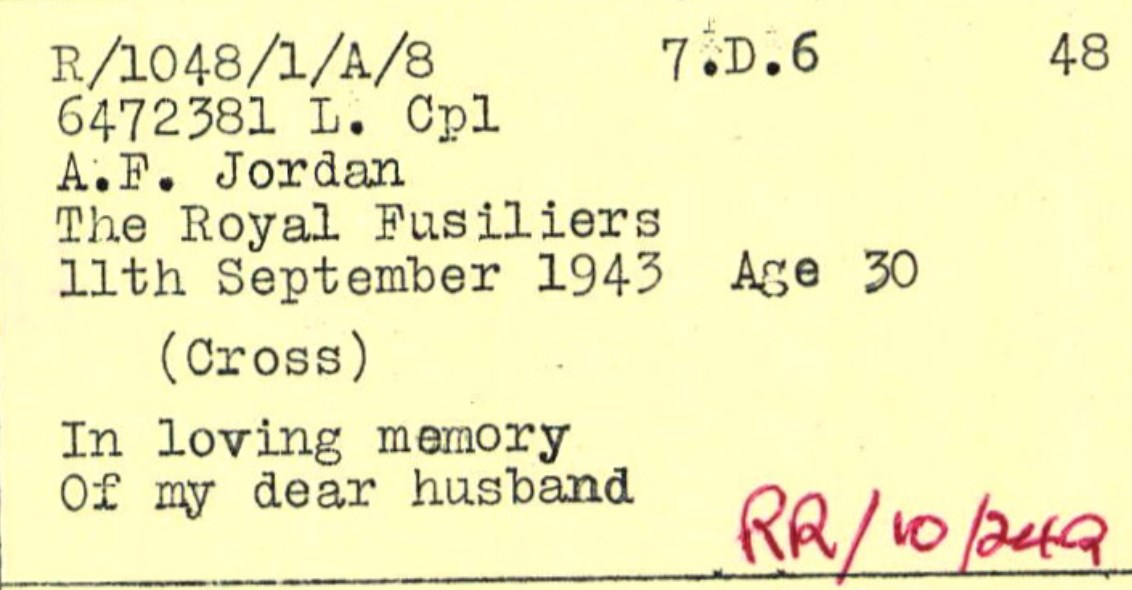 R/1048/1/A/8 7.D.6 48
6472381 L. Cpl
A.F. Jordan
The Royal Fusiliers
11th September 1943 Age 30
(Cross)
In loving memory
Of my dear husband
RR/10/249